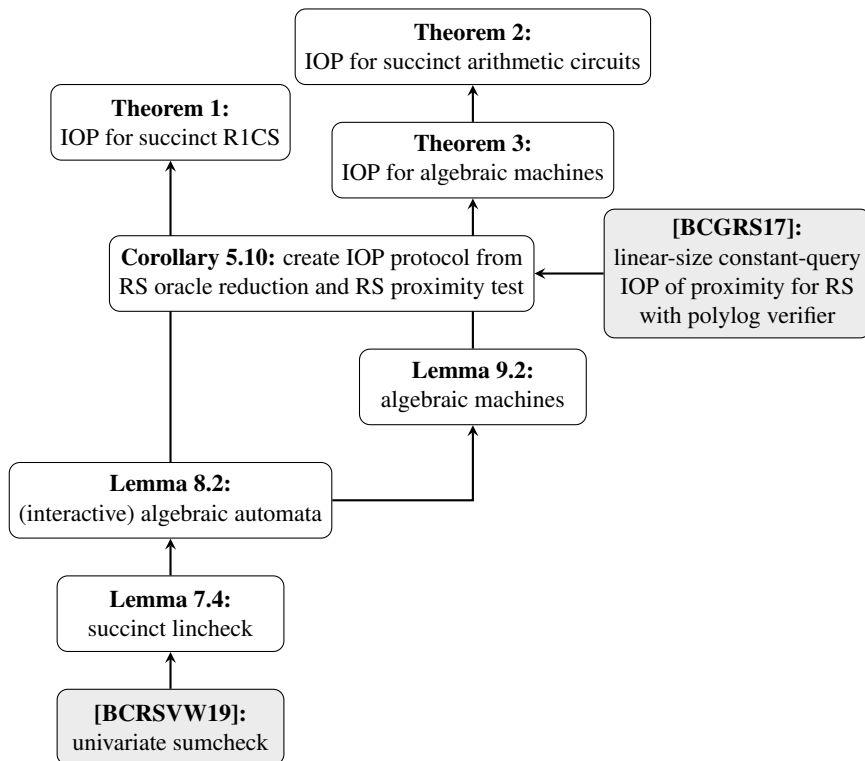 Theorem 2:
IOP for succinct arithmetic circuits
Theorem 1:
IOP for succinct R1CS
Theorem 3:
IOP for algebraic machines
[BCGRS17]:
linear-size constant-query
IOP of proximity for RS
with polylog verifier
Corollary 5.10: create IOP protocol from
RS oracle reduction and RS proximity test
Lemma 9.2:
algebraic machines
Lemma 8.2:
(interactive) algebraic automata
Lemma 7.4:
succinct lincheck
[BCRSVW19]:
univariate sumcheck